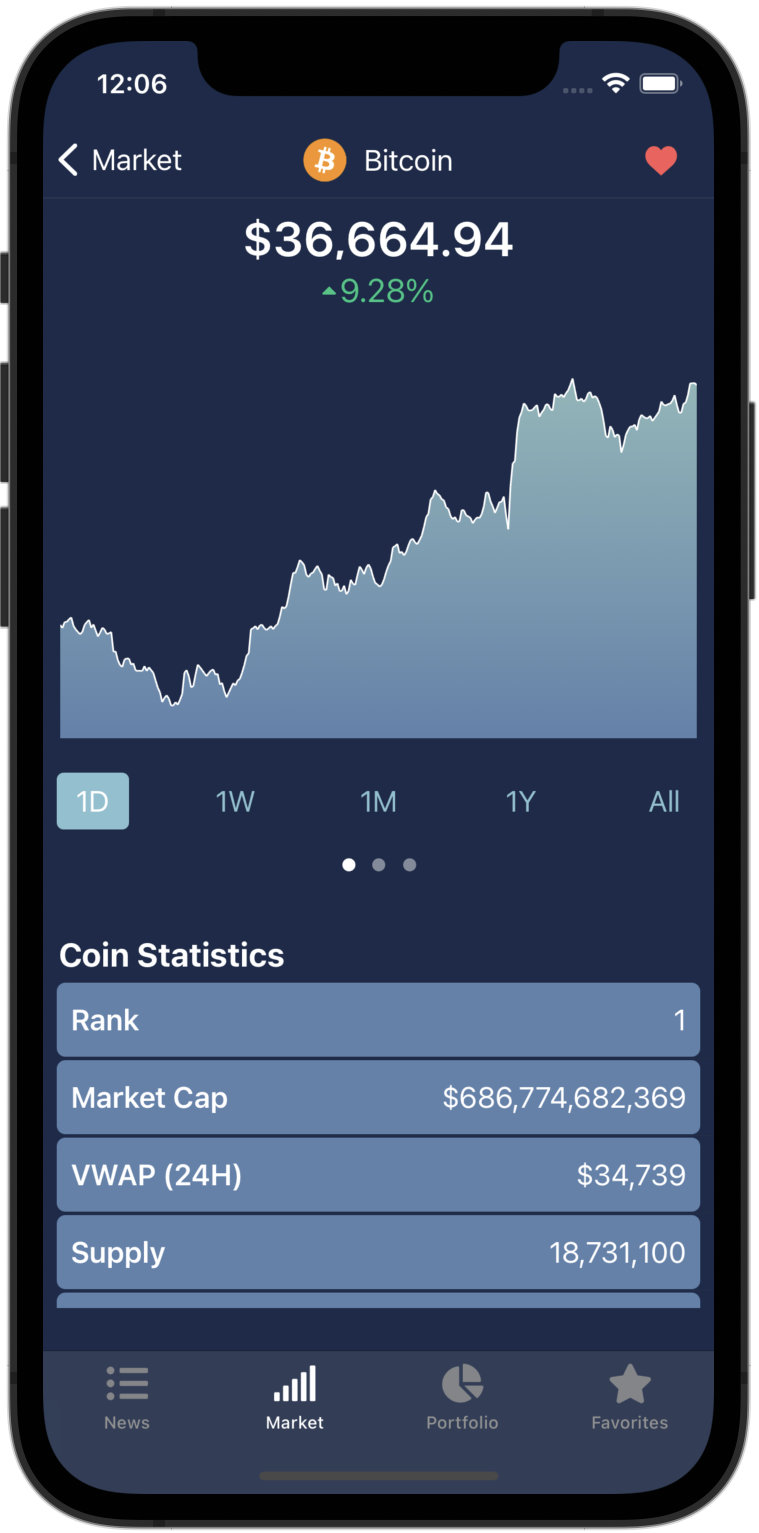 12:06
Market Bitcoin
$36,664.94
9.28%
1D 1W 1M 1Y All
Coin Statistics
Rank 1
Market Cap $686,774,682,369
VWAP (24H) $34,739
Supply 18,731,100
News Market Portfolio Favorites